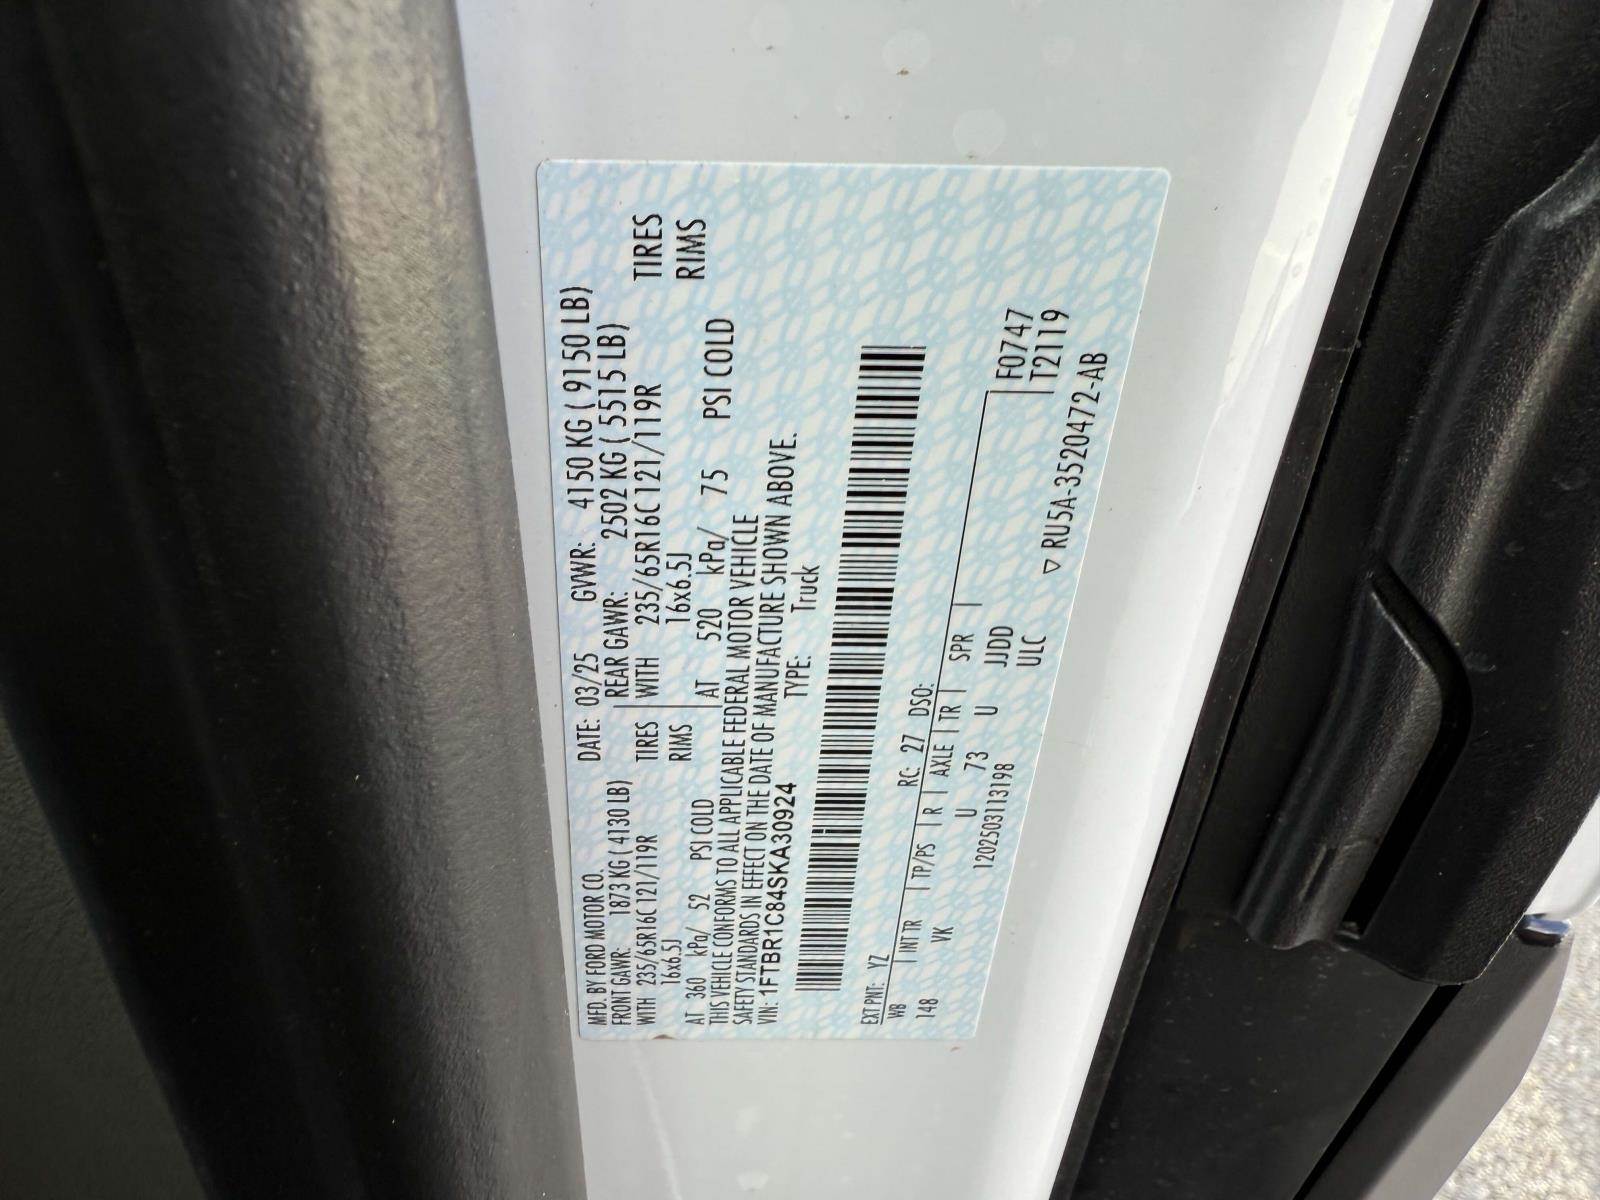 MFD. BY FORD MOTOR CO. DATE: 03/25 GVWR: 4150 KG ( 9150 LB)
FRONT GAWR: 1873 KG ( 4130 LB) REAR GAWR: 2502 KG ( 5515 LB)
WITH 235/65R16C 121/119R TIRES WITH 235/65R16C 121/119R TIRES
16x6.5J RIMS 16x6.5J RIMS
AT 360 kPa/ 52 PSI COLD AT 520 kPa/ 75 PSI COLD
THIS VEHICLE CONFORMS TO ALL APPLICABLE FEDERAL MOTOR VEHICLE
SAFETY STANDARDS IN EFFECT ON THE DATE OF MANUFACTURE SHOWN ABOVE.
VIN: 1FTBR1C84SKA30924 TYPE: Truck
EXT PNT: YZ RC: 27 DSO:
WB INT TR TP/PS R AXLE TR SPR F0747
148 VK U 73 U JJDD T21119
1202503113198 ULC ▽ RU5A-3520472-AB